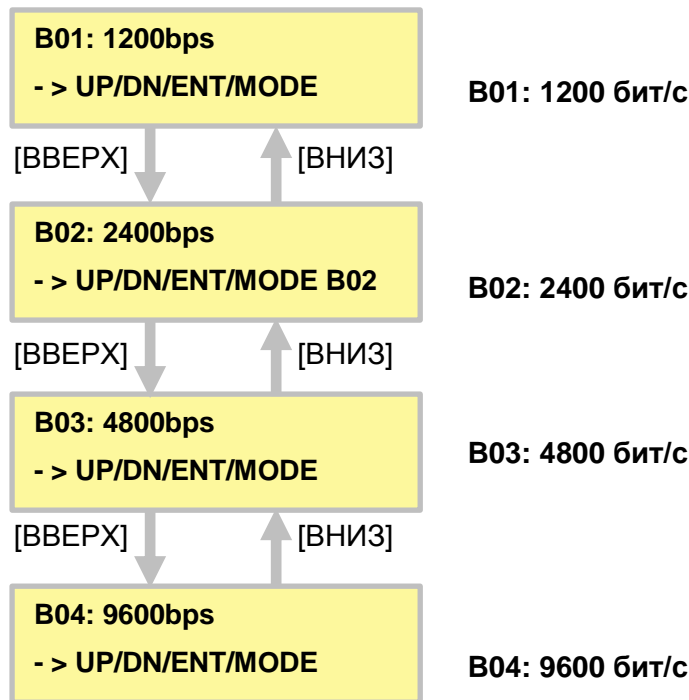 B01: 1200bps
- > UP/DN/ENT/MODE
B01: 1200 бит/с
[ВВЕРХ] [ВНИЗ]
B02: 2400bps
- > UP/DN/ENT/MODE B02
B02: 2400 бит/с
[ВВЕРХ] [ВНИЗ]
B03: 4800bps
- > UP/DN/ENT/MODE
B03: 4800 бит/с
[ВВЕРХ] [ВНИЗ]
B04: 9600bps
- > UP/DN/ENT/MODE
B04: 9600 бит/с